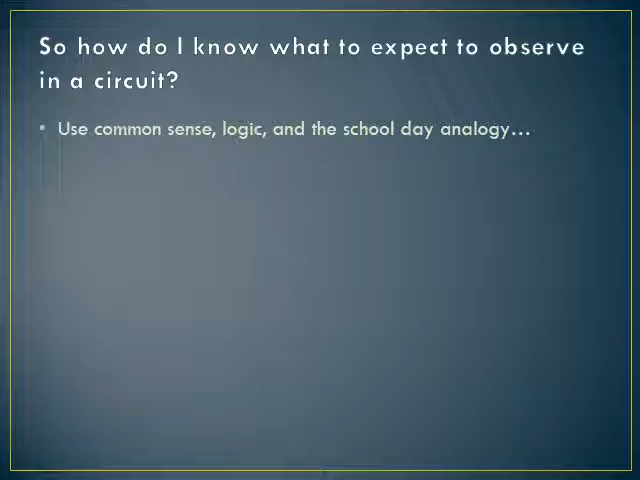 So how do I know what to expect to observe
in a circuit?
• Use common sense, logic, and the school day analogy…